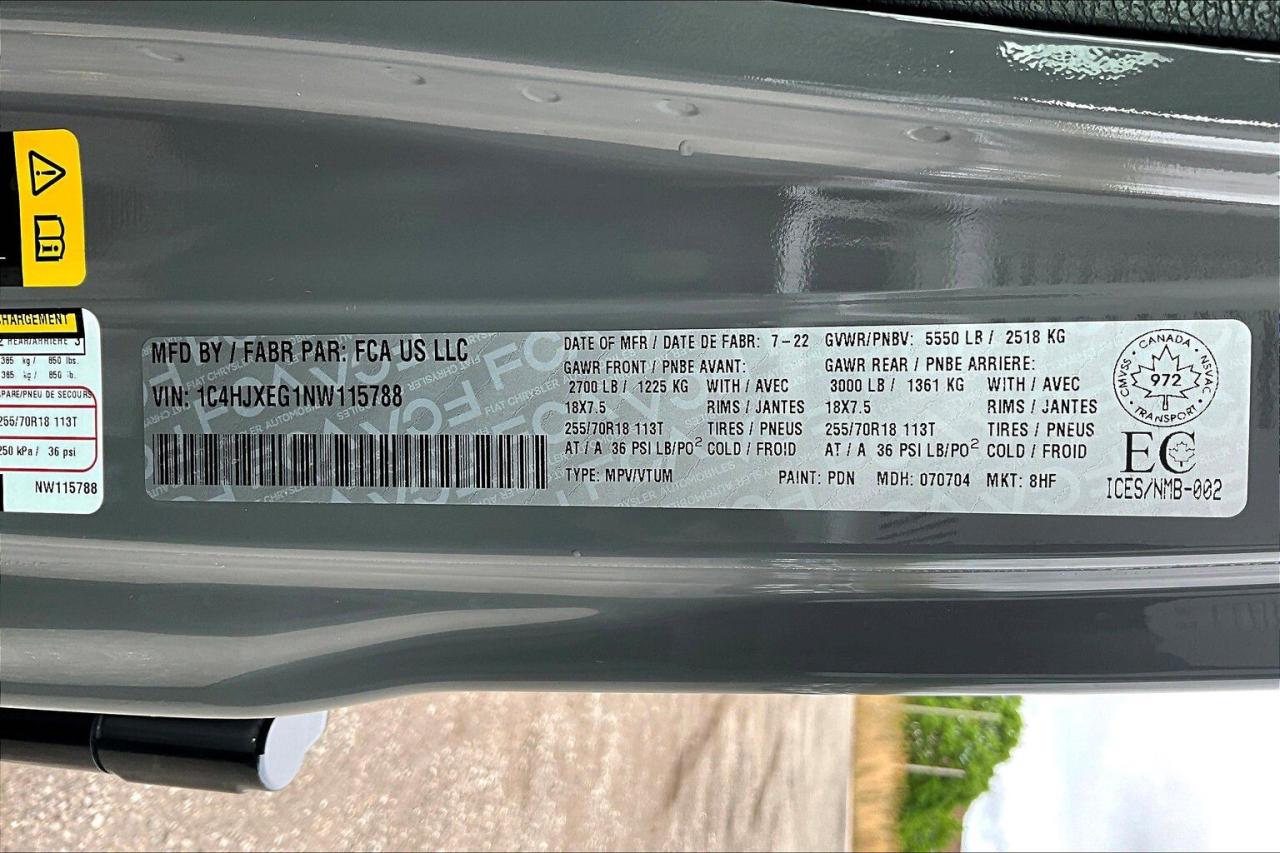 CHARGEMENT
REAR/ARRIERE 3
385 kg / 850 lbs.
385 kg / 850 lb.
PARE/PNEU DE SECOURS
255/70R18 113T
250 kPa / 36 psi
NW115788
MFD BY / FABR PAR: FCA US LLC
VIN: 1C4HJXEG1NW115788
DATE OF MFR / DATE DE FABR: 7-22
GAWR FRONT / PNBE AVANT:
2700 LB / 1225 KG WITH / AVEC
18X7.5 RIMS / JANTES
255/70R18 113T TIRES / PNEUS
AT / A 36 PSI LB/PO² COLD / FROID
TYPE: MPV/VTUM
GVWR/PNBV: 5550 LB / 2518 KG
GAWR REAR / PNBE ARRIERE:
3000 LB / 1361 KG WITH / AVEC
18X7.5 RIMS / JANTES
255/70R18 113T TIRES / PNEUS
AT / A 36 PSI LB/PO² COLD / FROID
PAINT: PDN MDH: 070704 MKT: 8HF
CANADA
CMVSS NSVAC
972
TRANSPORT
EC
ICES/NMB-002